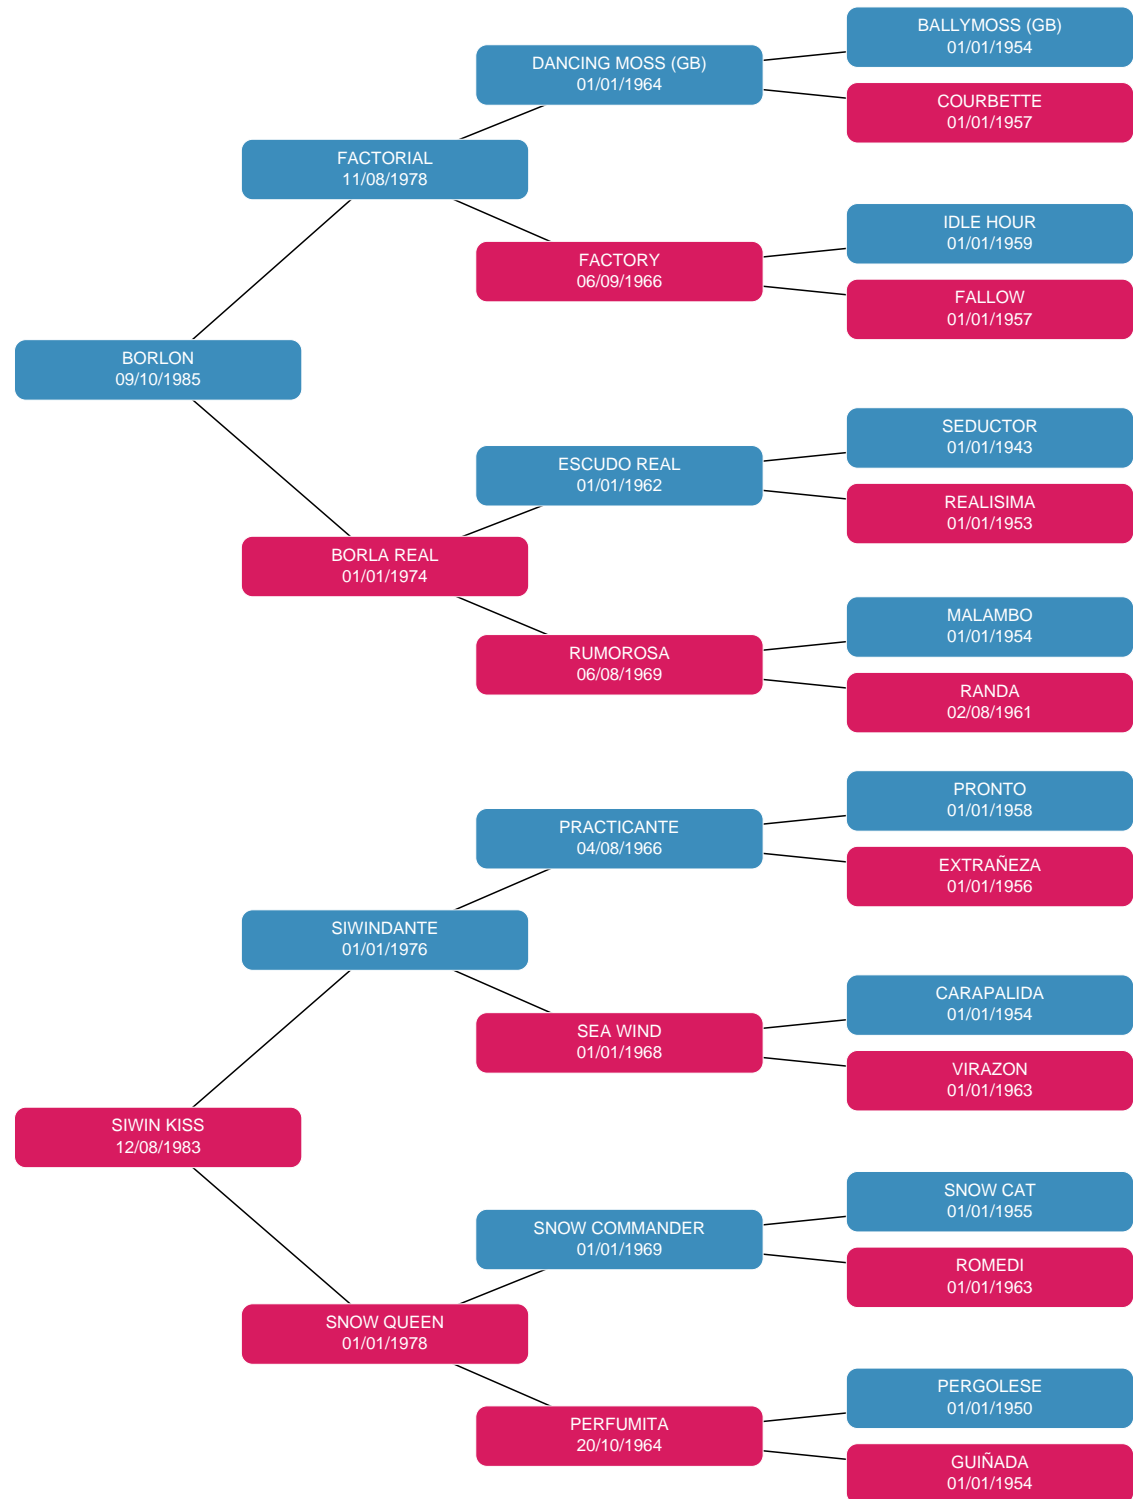 BALLYMOSS (GB)
01/01/1954
DANCING MOSS (GB)
01/01/1964
COURBETTE
01/01/1957
FACTORIAL
11/08/1978
IDLE HOUR
01/01/1959
FACTORY
06/09/1966
FALLOW
01/01/1957
BORLON
09/10/1985
SEDUCTOR
01/01/1943
ESCUDO REAL
01/01/1962
REALISIMA
01/01/1953
BORLA REAL
01/01/1974
MALAMBO
01/01/1954
RUMOROSA
06/08/1969
RANDA
02/08/1961
PRONTO
01/01/1958
PRACTICANTE
04/08/1966
EXTRAÑEZA
01/01/1956
SIWINDANTE
01/01/1976
CARAPALIDA
01/01/1954
SEA WIND
01/01/1968
VIRAZON
01/01/1963
SIWIN KISS
12/08/1983
SNOW CAT
01/01/1955
SNOW COMMANDER
01/01/1969
ROMEDI
01/01/1963
SNOW QUEEN
01/01/1978
PERGOLESE
01/01/1950
PERFUMITA
20/10/1964
GUIÑADA
01/01/1954